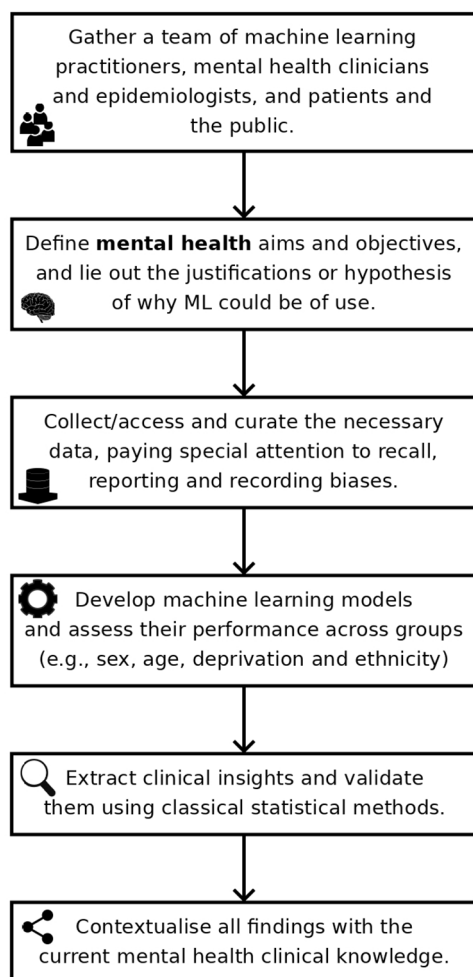 Gather a team of machine learning
practitioners, mental health clinicians
and epidemiologists, and patients and
the public.
Define mental health aims and objectives,
and lie out the justifications or hypothesis
of why ML could be of use.
Collect/access and curate the necessary
data, paying special attention to recall,
reporting and recording biases.
Develop machine learning models
and assess their performance across groups
(e.g., sex, age, deprivation and ethnicity)
Extract clinical insights and validate
them using classical statistical methods.
Contextualise all findings with the
current mental health clinical knowledge.